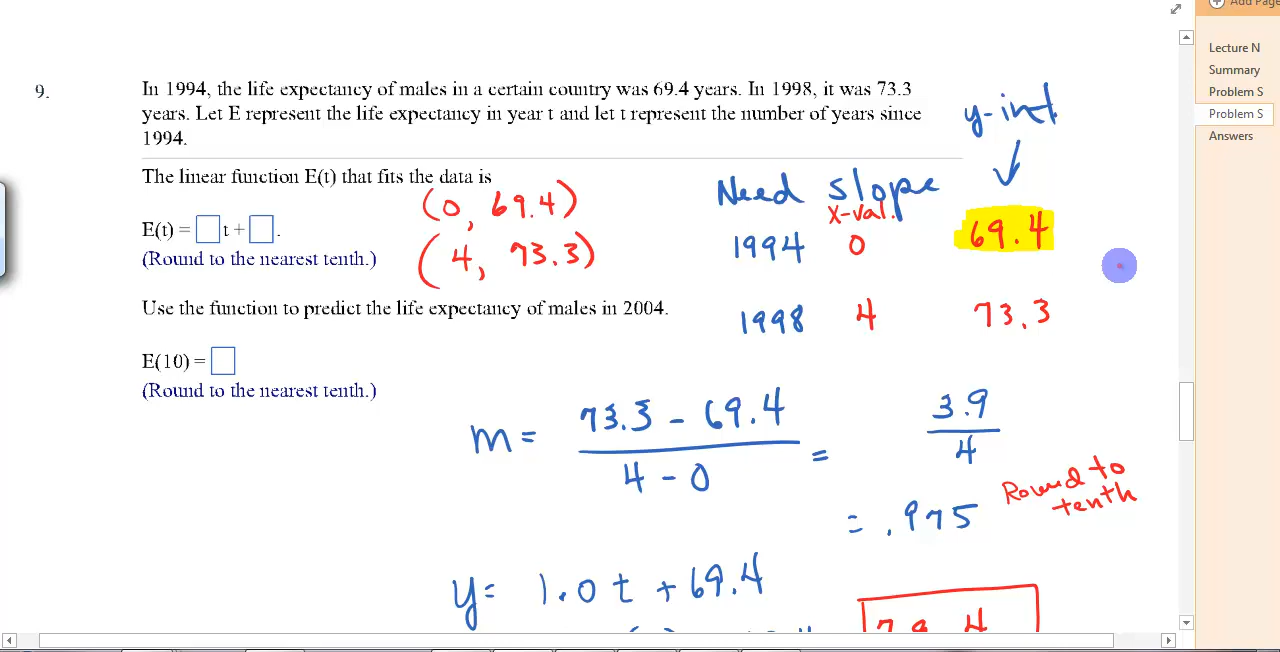 Add Page
Lecture N
Summary
Problem S
Problem S
Answers
9.
In 1994, the life expectancy of males in a certain country was 69.4 years. In 1998, it was 73.3
years. Let E represent the life expectancy in year t and let t represent the number of years since
1994.
The linear function E(t) that fits the data is
E(t) = t + .
(Round to the nearest tenth.)
Use the function to predict the life expectancy of males in 2004.
E(10) =
(Round to the nearest tenth.)
(0, 69.4)
(4, 73.3)
y-int
Need slope
x-val.
1994 0 69.4
1998 4 73.3
m = 73.3 - 69.4 / 4 - 0 = 3.9 / 4
= .975
Round to
tenth
y = 1.0 t + 69.4